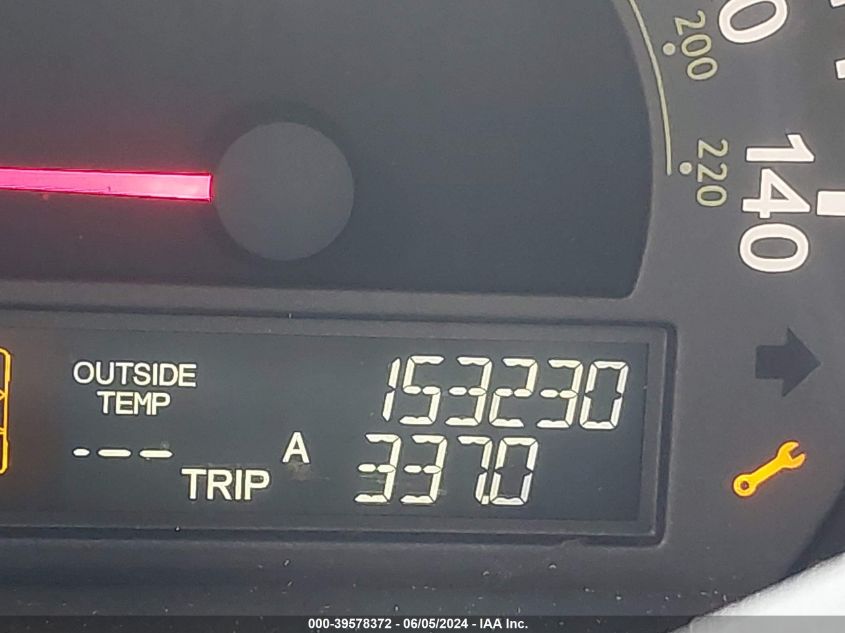 200
220
140
OUTSIDE
TEMP
153230
--- A
TRIP 337.0
000-39578372 - 06/05/2024 - IAA Inc.